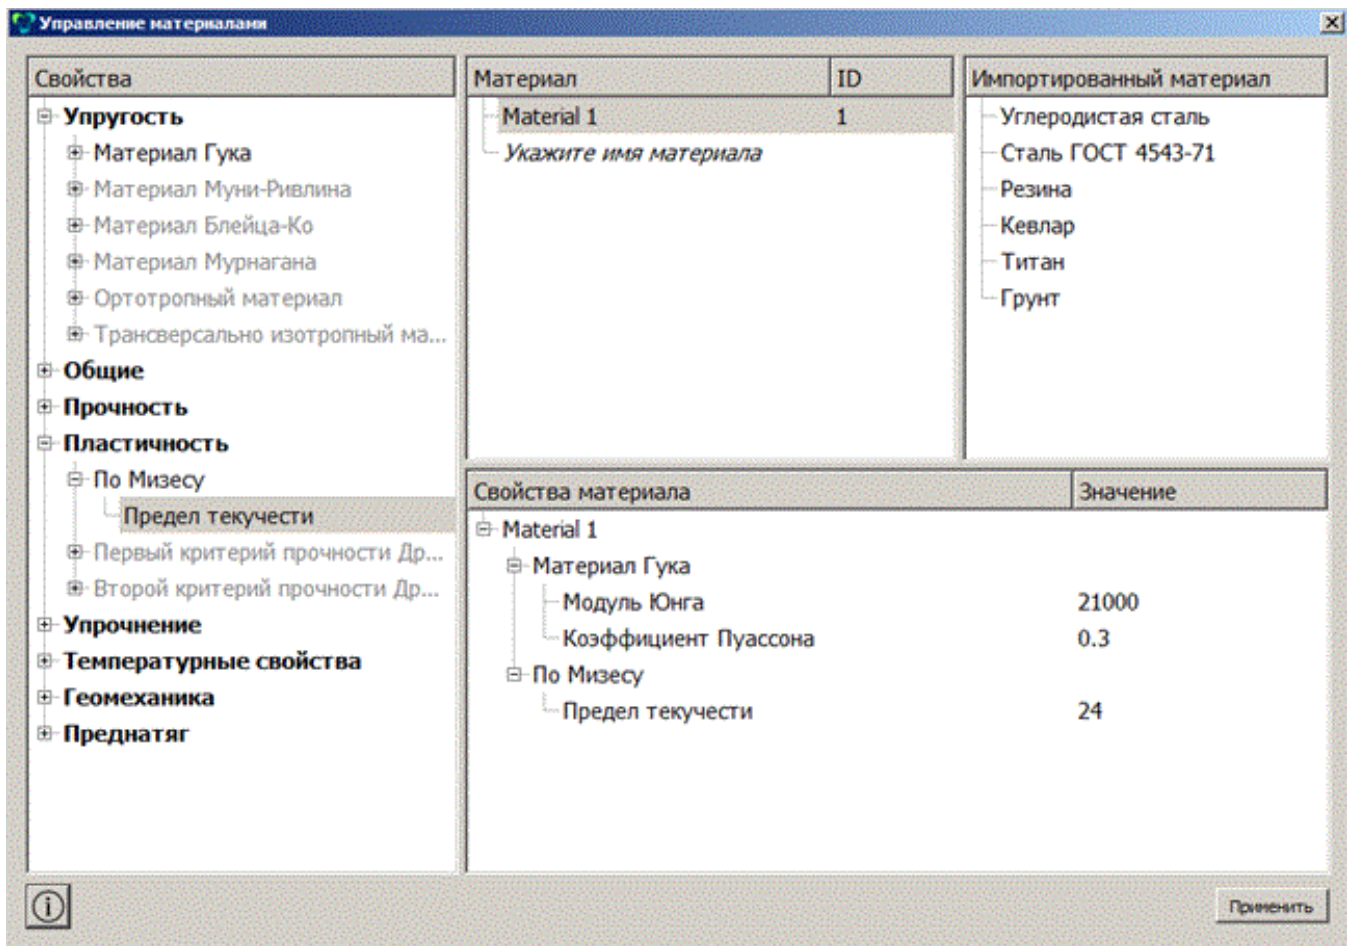 Управление материалами
Свойства
Упругость
Материал Гука
Материал Муни-Ривлина
Материал Блейца-Ко
Материал Мурнагана
Ортотропный материал
Трансверсально изотропный ма...
Общие
Прочность
Пластичность
По Мизесу
Предел текучести
Первый критерий прочности Др...
Второй критерий прочности Др...
Упрочнение
Температурные свойства
Геомеханика
Преднатяг
Материал ID
Material 1 1
Укажите имя материала
Импортированный материал
Углеродистая сталь
Сталь ГОСТ 4543-71
Резина
Кевлар
Титан
Грунт
Свойства материала Значение
Material 1
Материал Гука
Модуль Юнга 21000
Коэффициент Пуассона 0.3
По Мизесу
Предел текучести 24
Применить